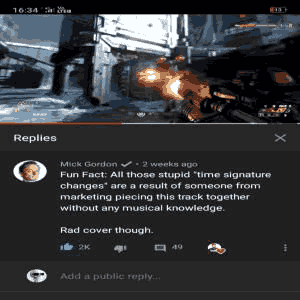 16:34
Replies
Mick Gordon ✓ • 2 weeks ago
Fun Fact: All those stupid "time signature
changes" are a result of someone from
marketing piecing this track together
without any musical knowledge.
Rad cover though.
2K 49
Add a public reply...